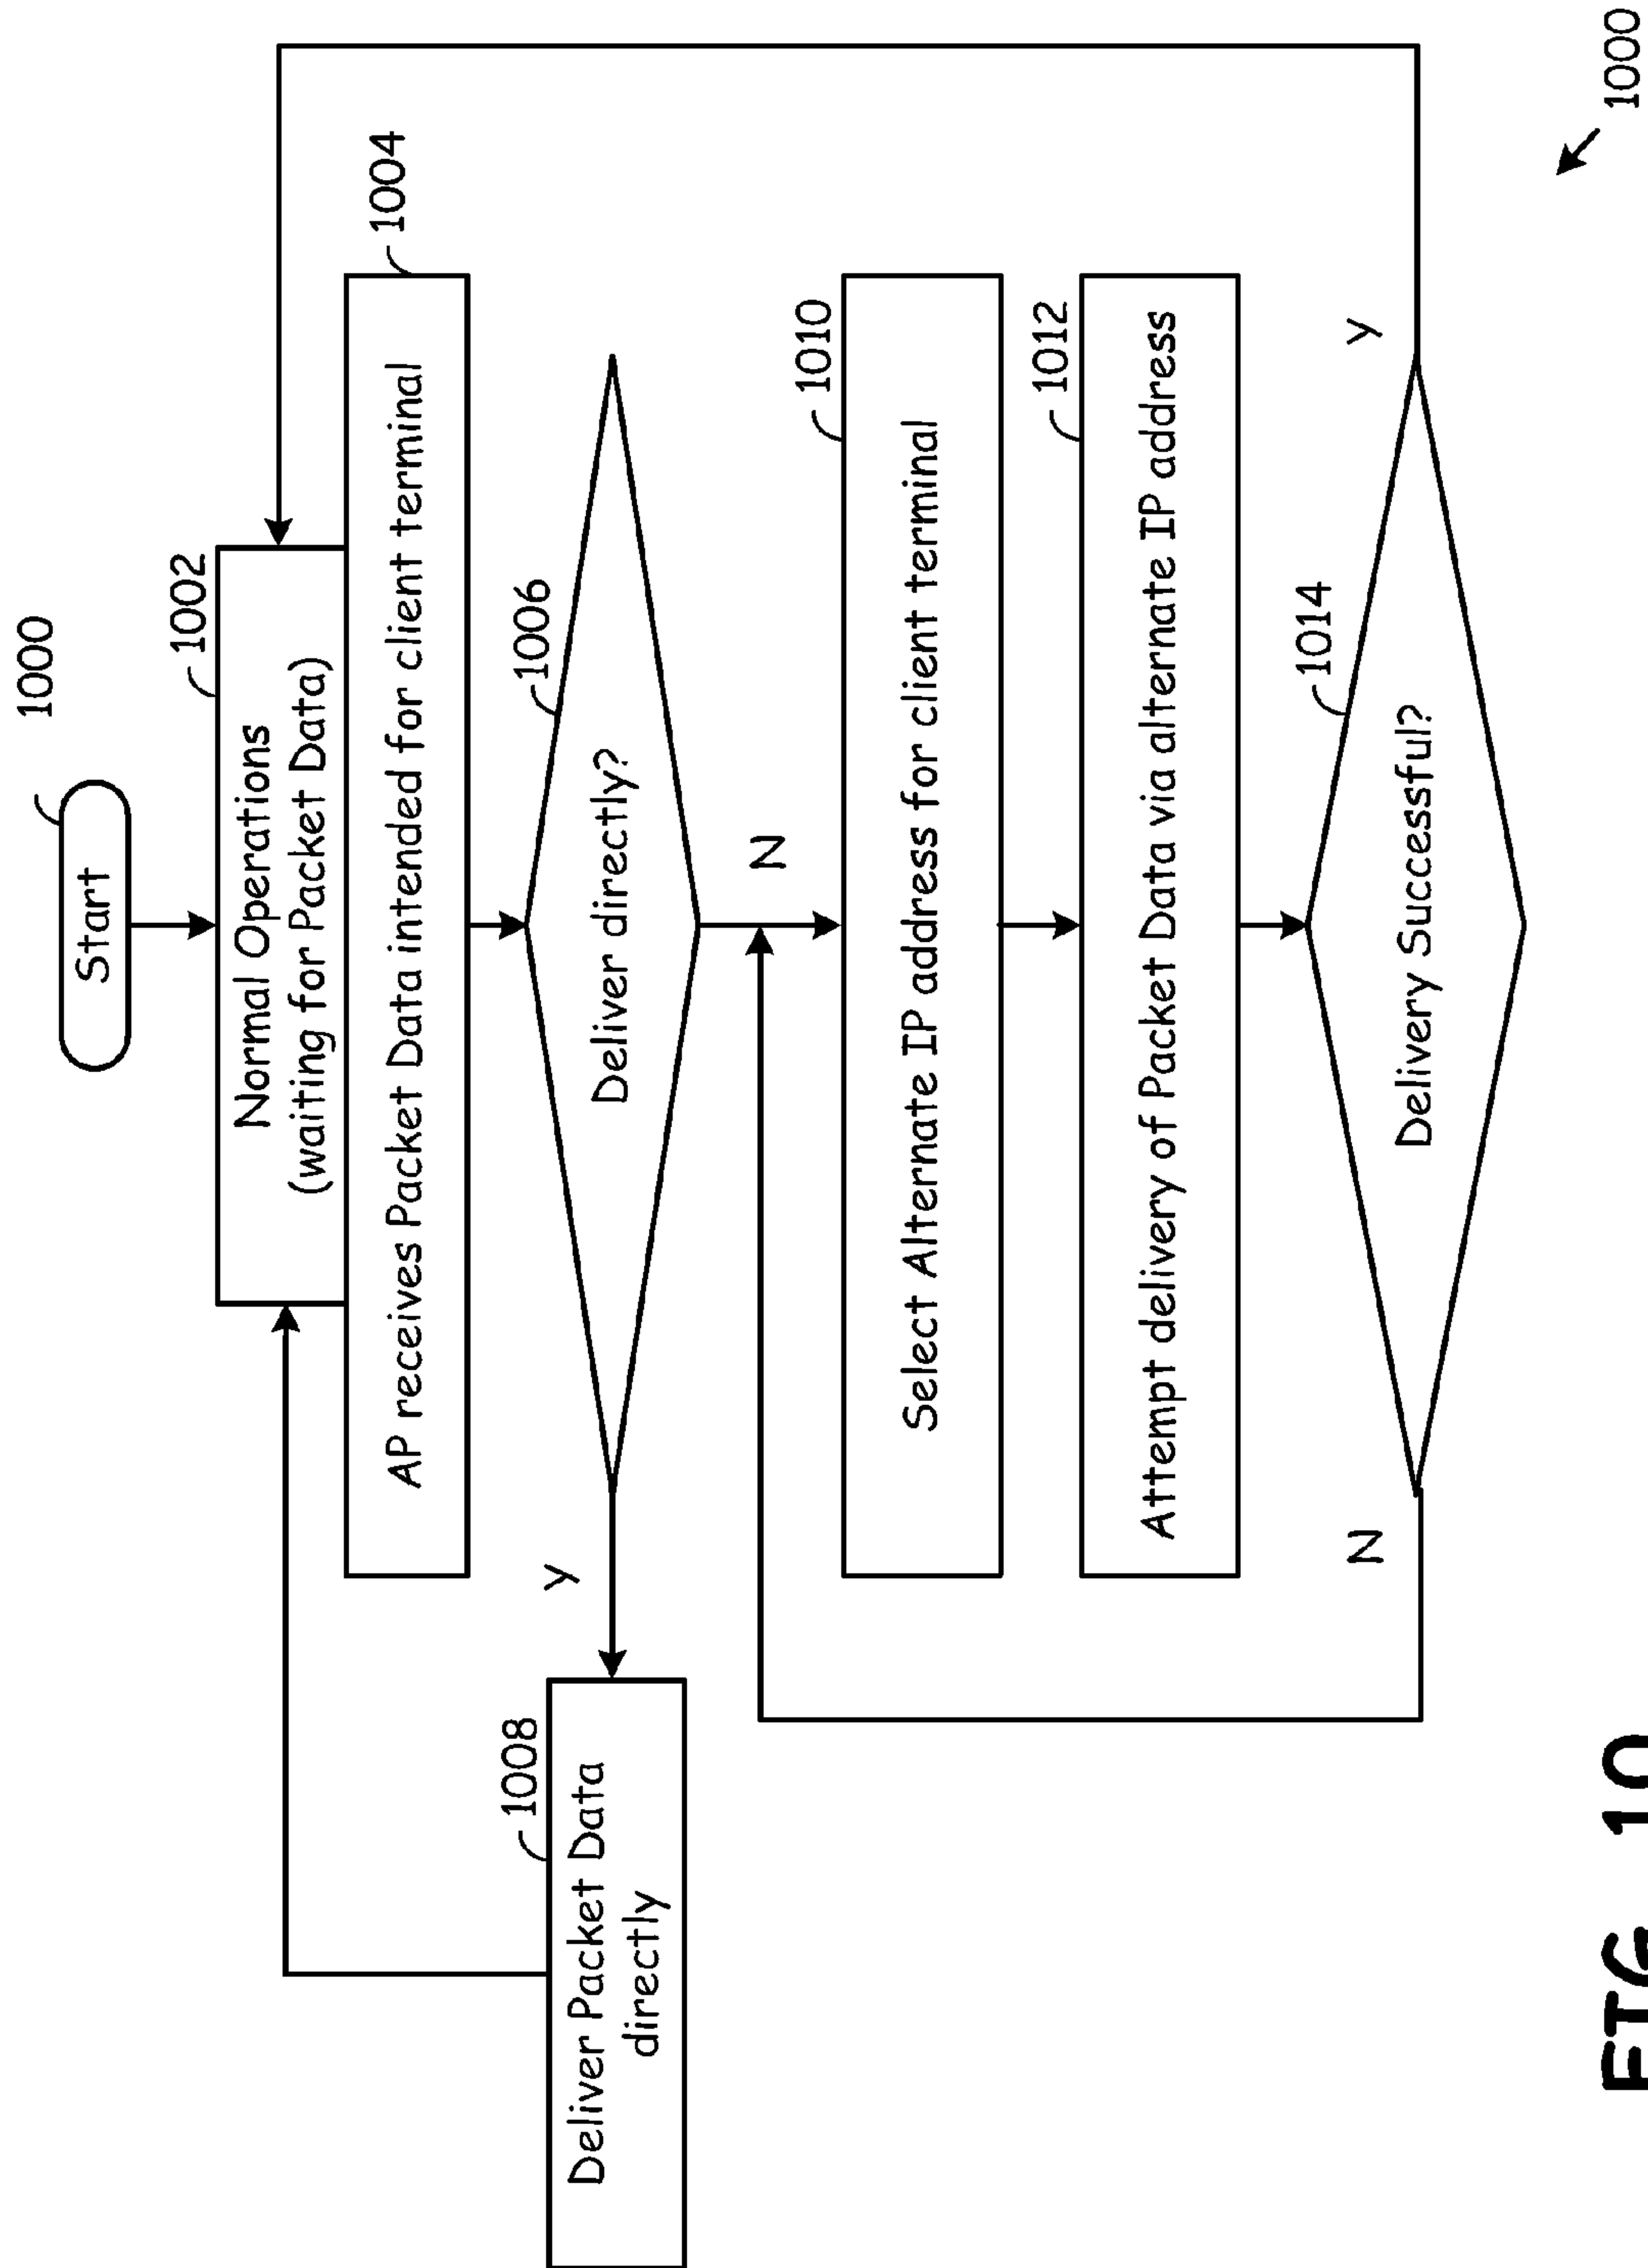 1000
Start
1002
Normal Operations
(waiting for Packet Data)
1004
AP receives Packet Data intended for client terminal
1006
Deliver directly?
Y
N
1008
Deliver Packet Data
directly
1010
Select Alternate IP address for client terminal
1012
Attempt delivery of Packet Data via alternate IP address
1014
Delivery Successful?
N
Y
1000
FIG. 10